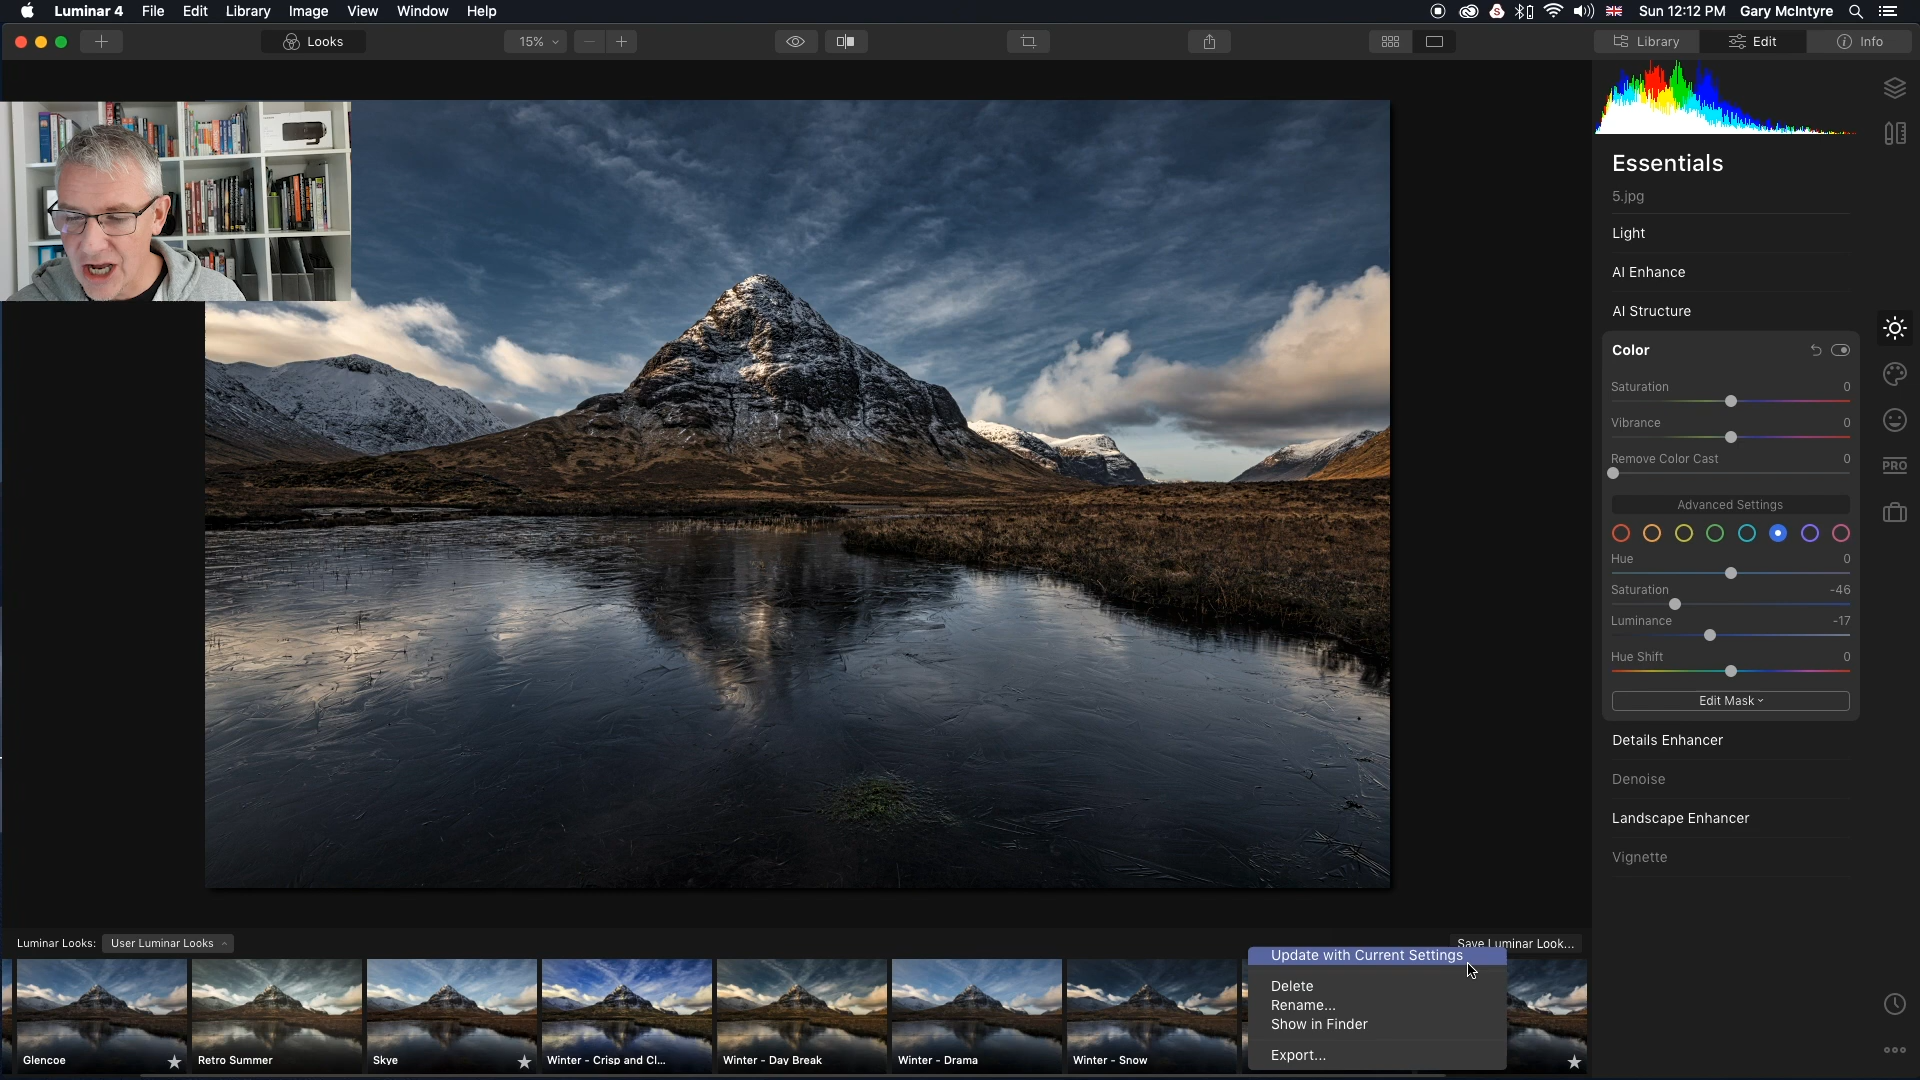 Luminar 4 File Edit Library Image View Window Help
Sun 12:12 PM Gary McIntyre
Looks
15%
Library Edit Info
Essentials
5.jpg
Light
AI Enhance
AI Structure
Color
Saturation 0
Vibrance 0
Remove Color Cast 0
Advanced Settings
Hue 0
Saturation -46
Luminance -17
Hue Shift 0
Edit Mask
Details Enhancer
Denoise
Landscape Enhancer
Vignette
PRO
Luminar Looks: User Luminar Looks
Save Luminar Look...
Update with Current Settings
Delete
Rename...
Show in Finder
Export...
Glencoe
Retro Summer
Skye
Winter - Crisp and Cl...
Winter - Day Break
Winter - Drama
Winter - Snow